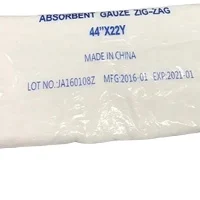 ABSORBENT GAUZE ZIG-ZAG
44"X22Y
MADE IN CHINA
LOT NO.:JA160108Z MFG:2016-01 EXP:2021-01